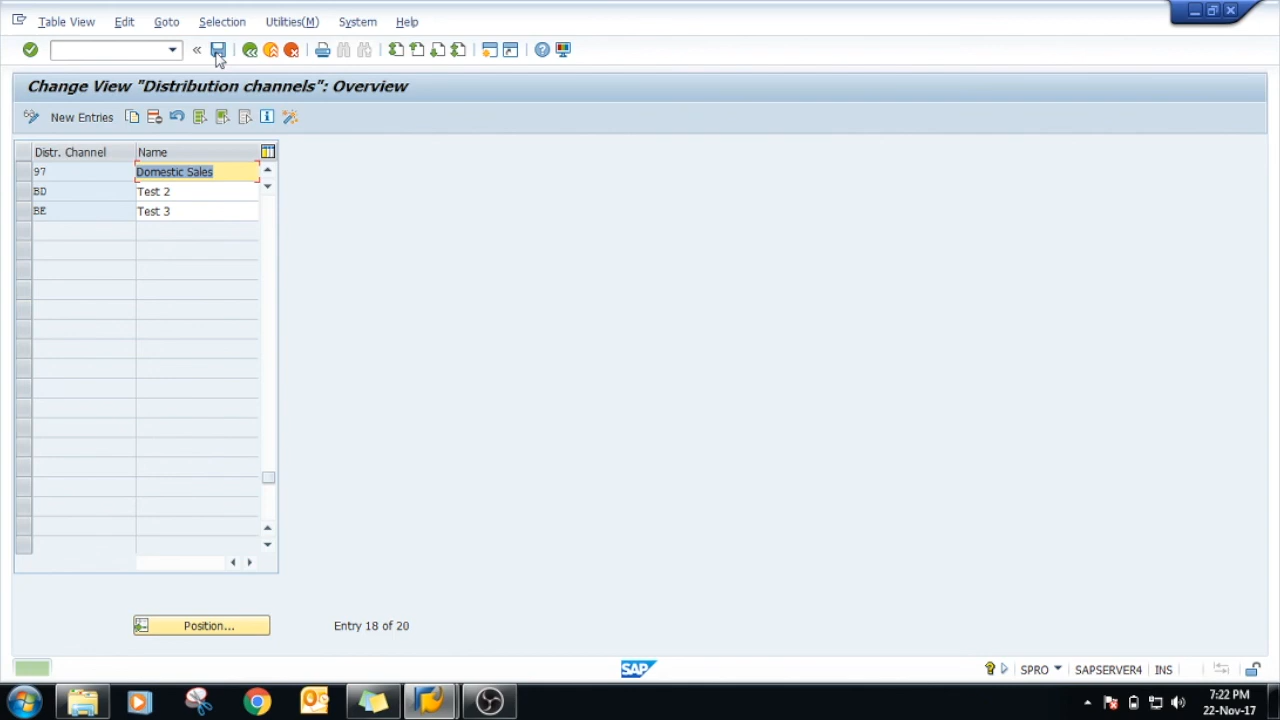 Table View Edit Goto Selection Utilities(M) System Help
Change View "Distribution channels": Overview
New Entries
Distr. Channel Name
97 Domestic Sales
BD Test 2
BE Test 3
Position... Entry 18 of 20
SAP SPRO SAPSERVER4 INS
7:22 PM
22-Nov-17